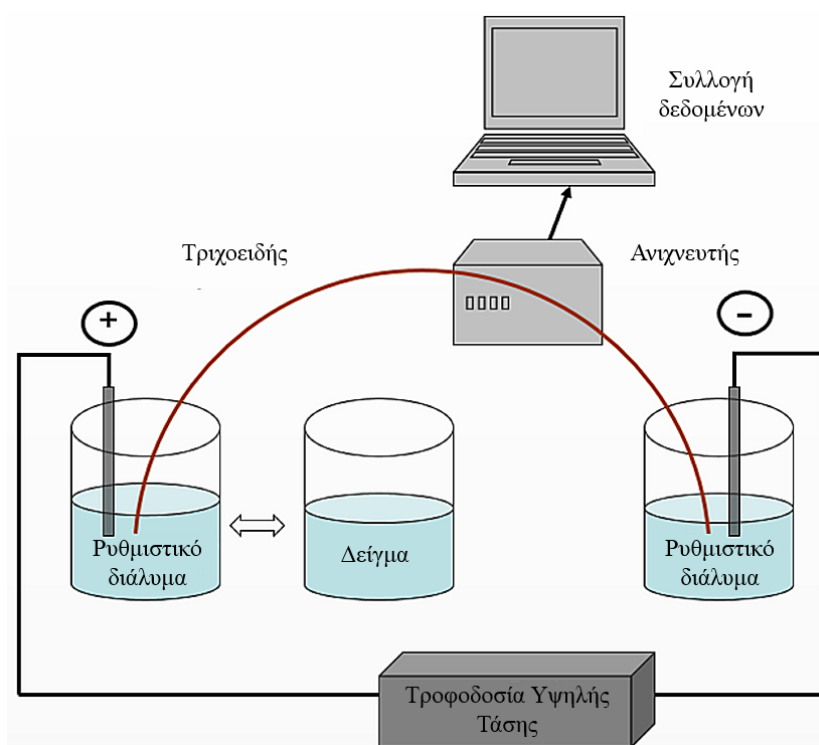 Συλλογή
δεδομένων
Τριχοειδής
Ανιχνευτής
+
-
Ρυθμιστικό
διάλυμα
Δείγμα
Ρυθμιστικό
διάλυμα
Τροφοδοσία Υψηλής
Τάσης